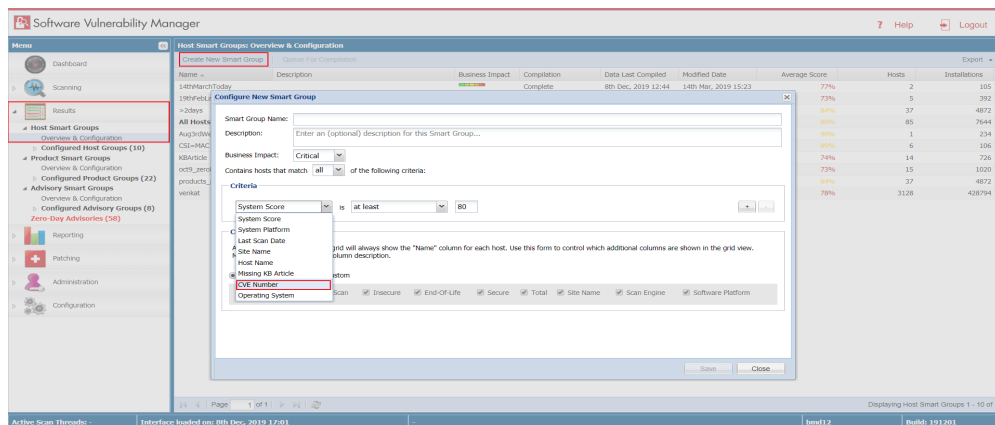 Software Vulnerability Manager
? Help
Logout
Menu
Dashboard
Scanning
Results
Host Smart Groups
Overview & Configuration
Configured Host Groups (10)
Product Smart Groups
Overview & Configuration
Configured Product Groups (22)
Advisory Smart Groups
Overview & Configuration
Configured Advisory Groups (8)
Zero-Day Advisories (58)
Reporting
Patching
Administration
Configuration
Host Smart Groups: Overview & Configuration
Create New Smart Group
Queue For Compilation
Export
Name Description Business Impact Compilation Data Last Compiled Modified Date Average Score Hosts Installations
14thMarchToday Complete 8th Dec, 2019 12:44 14th Mar, 2019 15:23 77% 2 105
19thFebLa 73% 5 392
>2days 37 4872
All Hosts 85 7644
Aug3rdWe 1 234
CSI=MAC 6 106
KBArticle 74% 14 726
oct9_zerol 73% 15 1020
products_ 37 4872
venkat 78% 3128 428794
Configure New Smart Group
Smart Group Name:
Description: Enter an (optional) description for this Smart Group...
Business Impact: Critical
Contains hosts that match all of the following criteria:
Criteria
System Score is at least 80
+ -
System Score
System Platform
Last Scan Date
Site Name
Host Name
Missing KB Article
CVE Number
Operating System
C
A grid will always show the "Name" column for each host. Use this form to control which additional columns are shown in the grid view.
M olumn description.
ustom
Scan Insecure End-Of-Life Secure Total Site Name Scan Engine Software Platform
Save Close
Page 1 of 1
Displaying Host Smart Groups 1 - 10 of
Active Scan Threads: -
Interface loaded on: 8th Dec, 2019 17:01
-
bmd12
Build: 191201